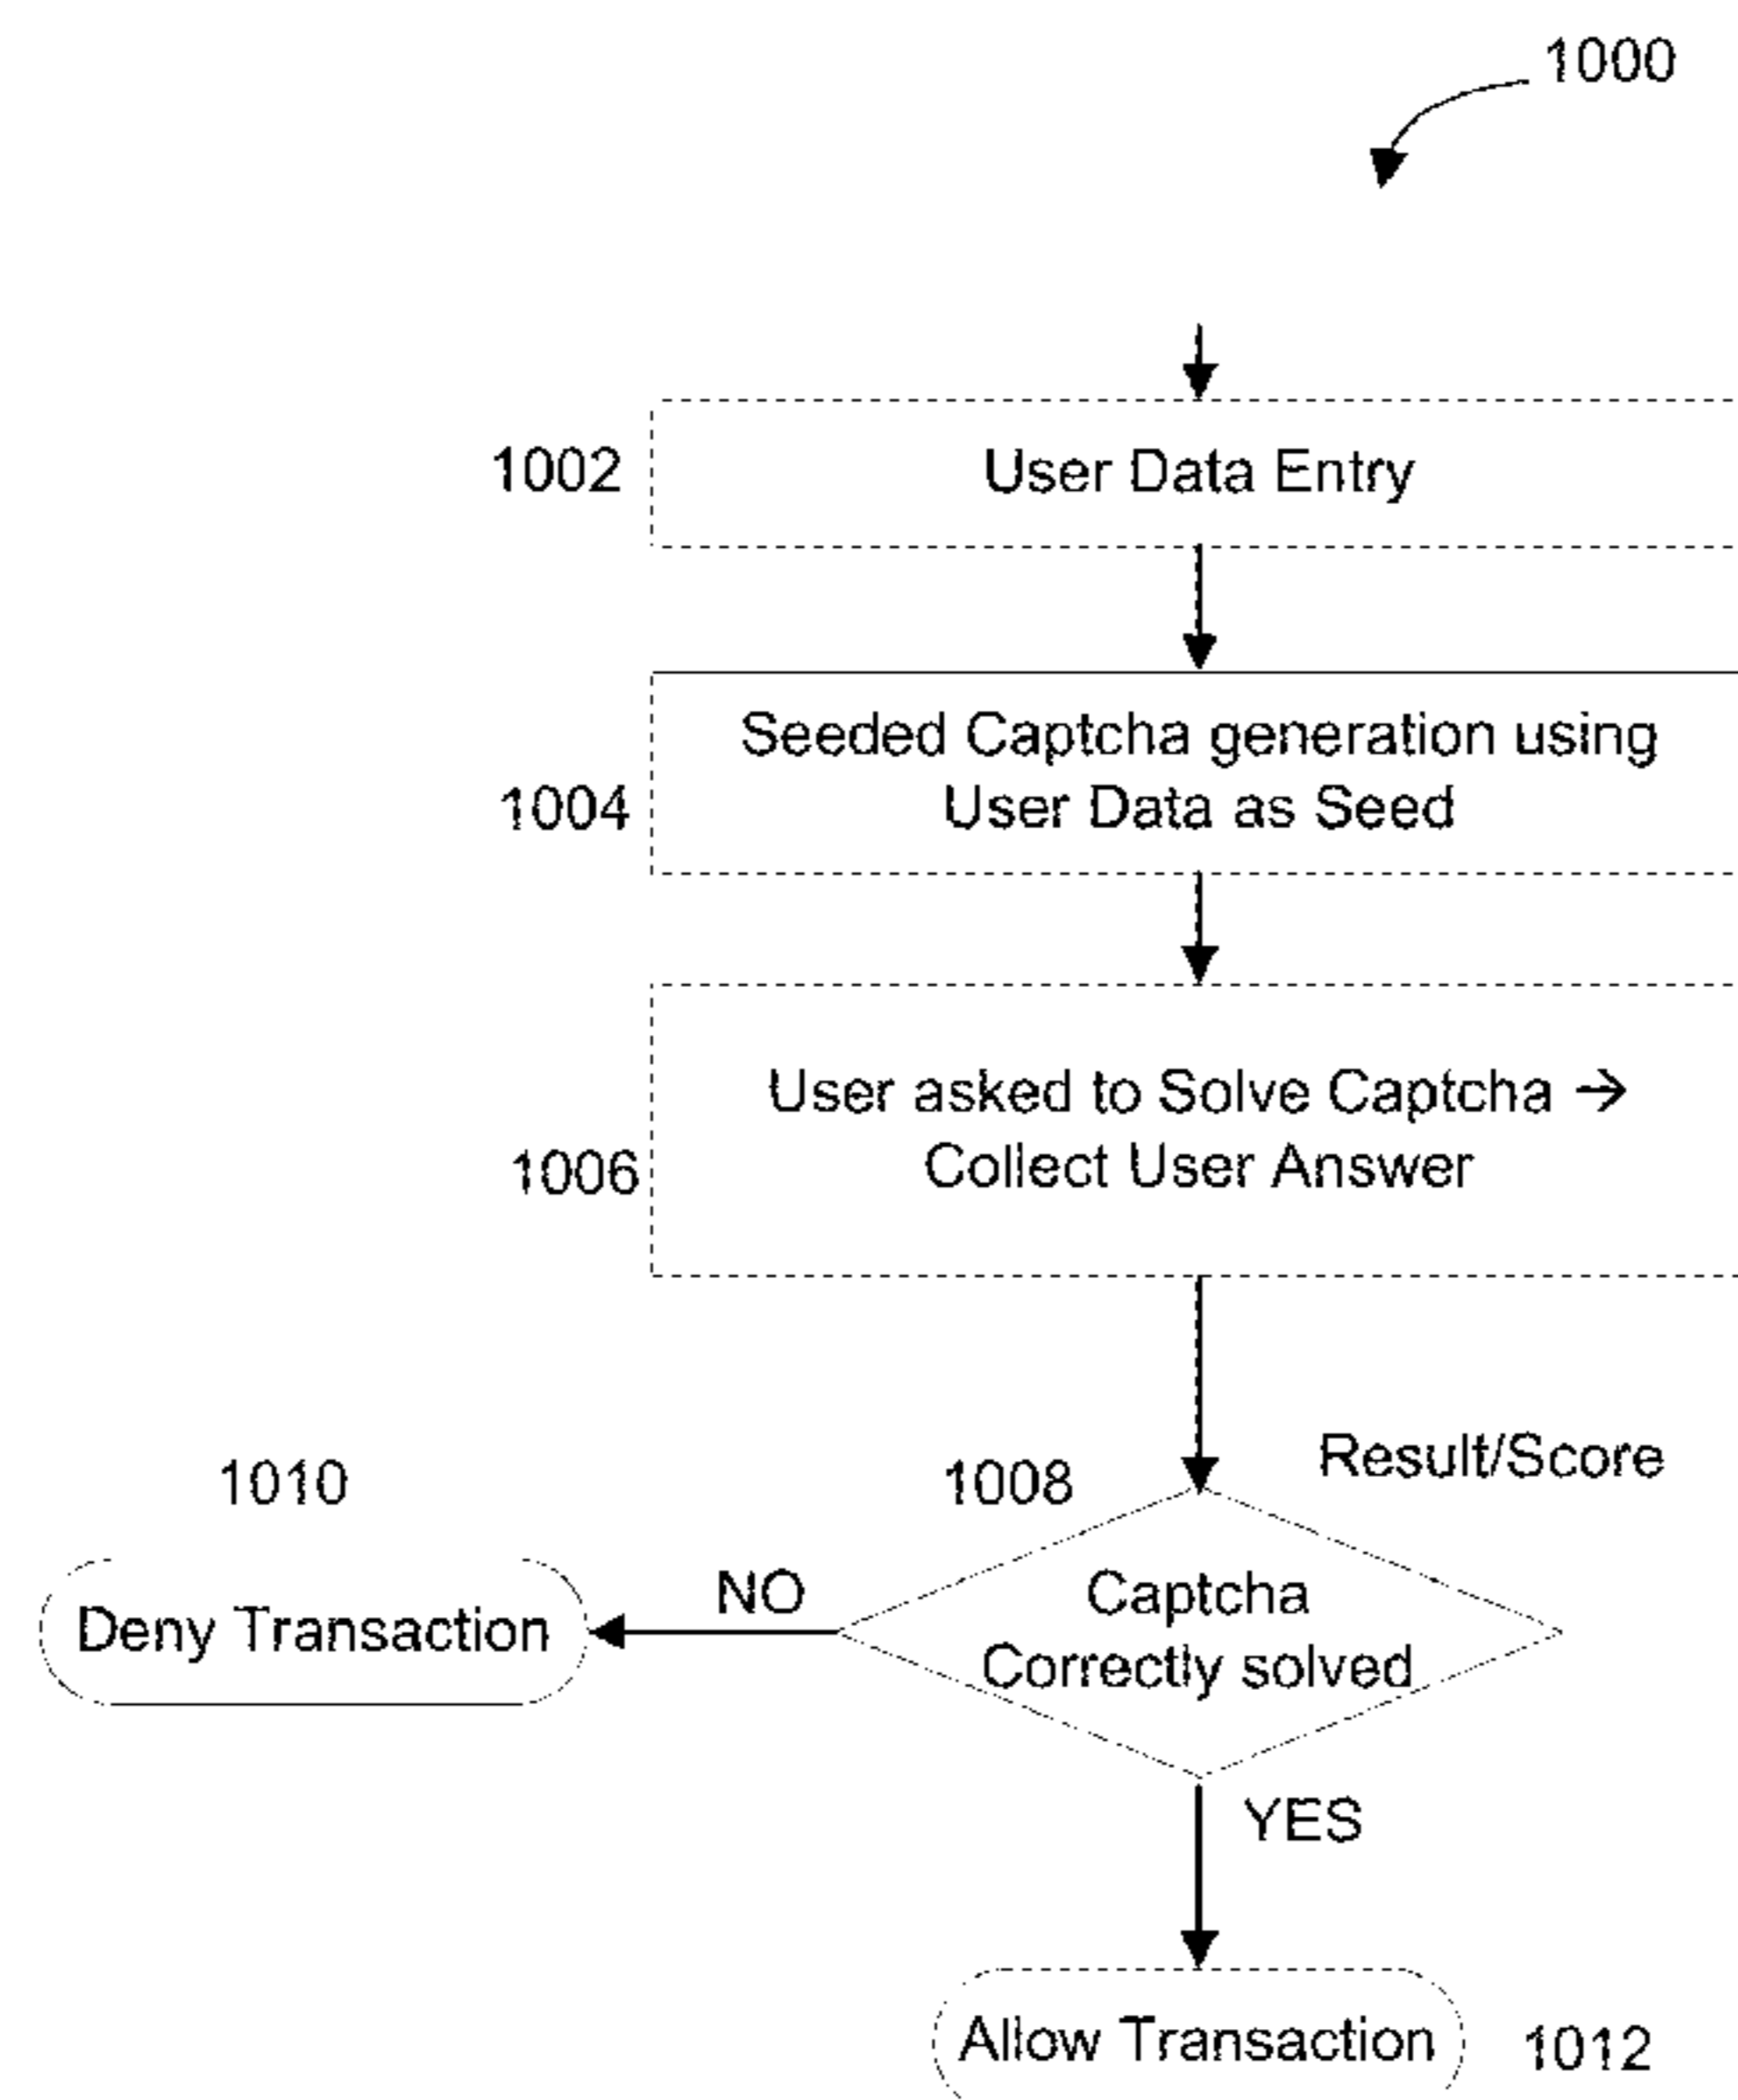 1000
1002
User Data Entry
Seeded Captcha generation using
1004
User Data as Seed
User asked to Solve Captcha →
1006
Collect User Answer
Result/Score
1010
1008
NO
Captcha
Deny Transaction
Correctly solved
YES
Allow Transaction
1012